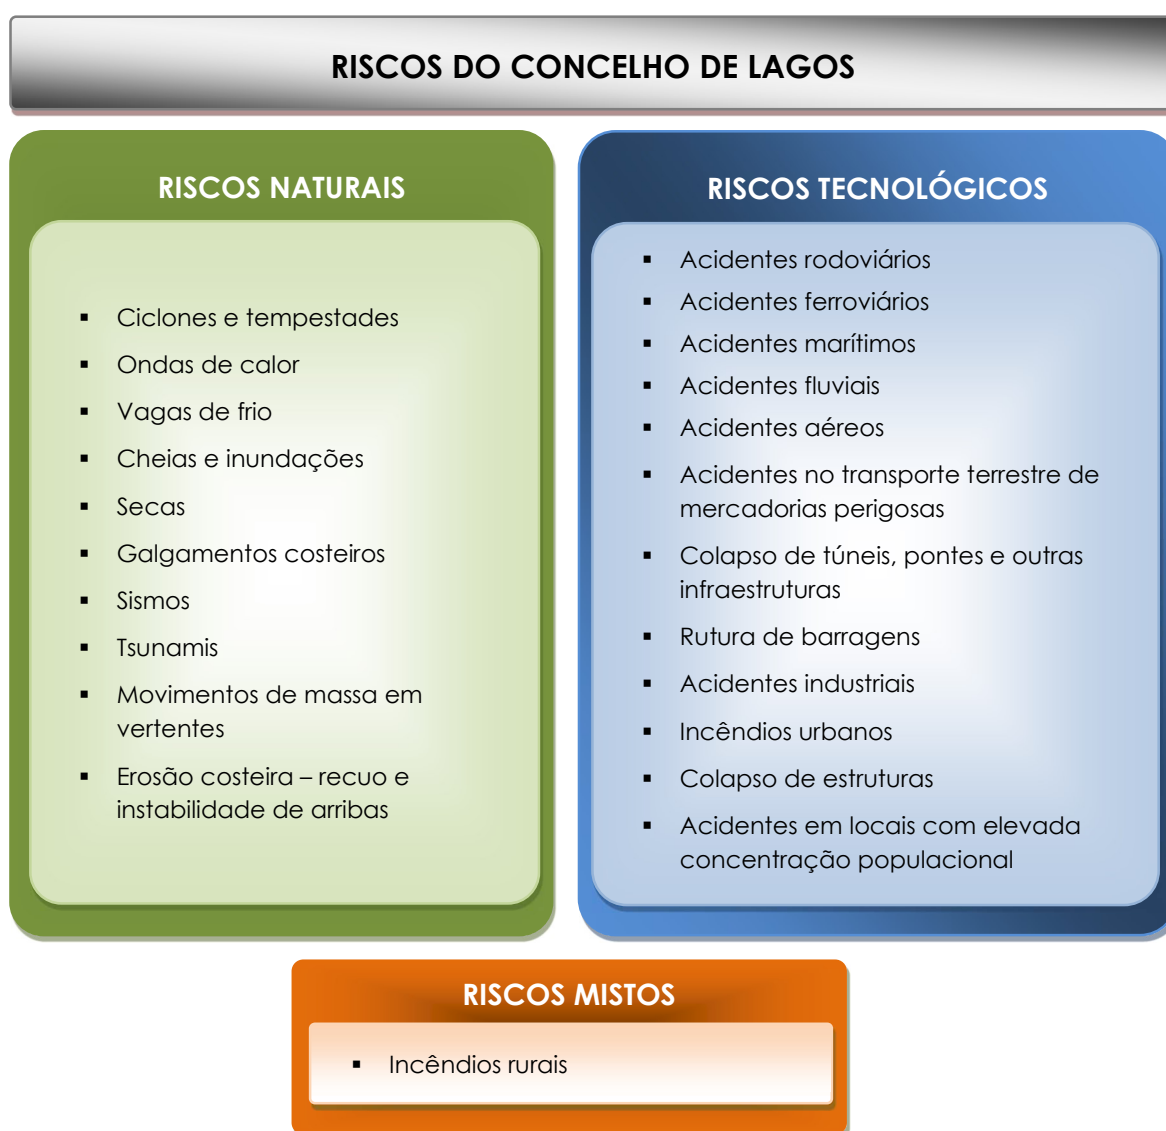 RISCOS DO CONCELHO DE LAGOS
RISCOS NATURAIS
▪ Ciclones e tempestades
▪ Ondas de calor
▪ Vagas de frio
▪ Cheias e inundações
▪ Secas
▪ Galgamentos costeiros
▪ Sismos
▪ Tsunamis
▪ Movimentos de massa em
vertentes
▪ Erosão costeira – recuo e
instabilidade de arribas
RISCOS TECNOLÓGICOS
▪ Acidentes rodoviários
▪ Acidentes ferroviários
▪ Acidentes marítimos
▪ Acidentes fluviais
▪ Acidentes aéreos
▪ Acidentes no transporte terrestre de
mercadorias perigosas
▪ Colapso de túneis, pontes e outras
infraestruturas
▪ Rutura de barragens
▪ Acidentes industriais
▪ Incêndios urbanos
▪ Colapso de estruturas
▪ Acidentes em locais com elevada
concentração populacional
RISCOS MISTOS
▪ Incêndios rurais